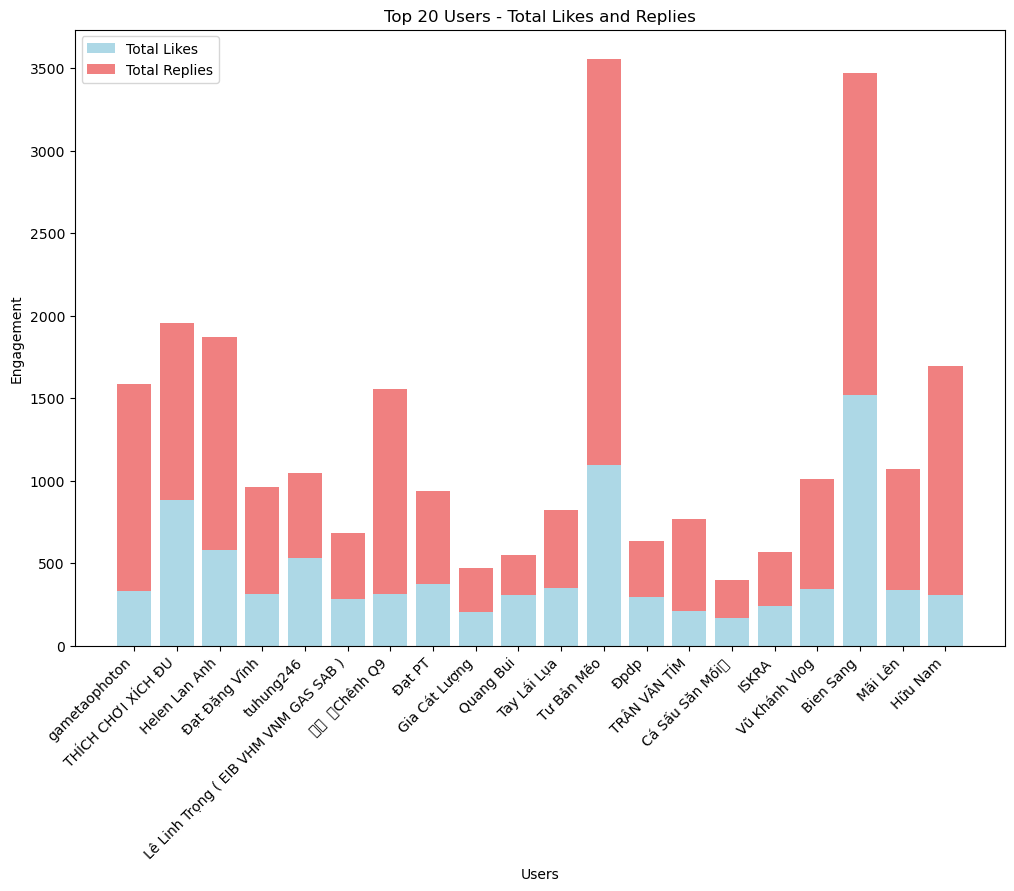 Top 20 Users - Total Likes and Replies
Total Likes
Total Replies
3500
3000
2500
2000
1500
1000
500
0
Engagement
gametaophoton
THÍCH CHƠI XÍCH ĐU
Helen Lan Anh
Đạt Đặng Vĩnh
tuhung246
Lê Linh Trọng ( EIB VHM VNM GAS SAB )
Chênh Q9
Đạt PT
Gia Cát Lượng
Quang Bui
Tay Lái Lụa
Tư Bản Mẽo
Đpdp
TRẦN VĂN TÍM
Cá Sấu Săn Mồi
ISKRA
Vũ Khánh Vlog
Bien Sang
Mãi Lên
Hữu Nam
Users